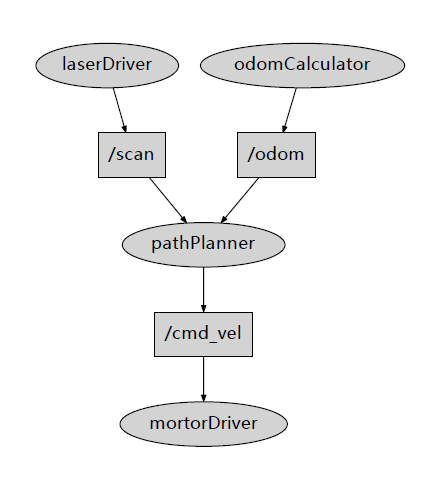 laserDriver
odomCalculator
/scan
/odom
pathPlanner
/cmd_vel
mortorDriver